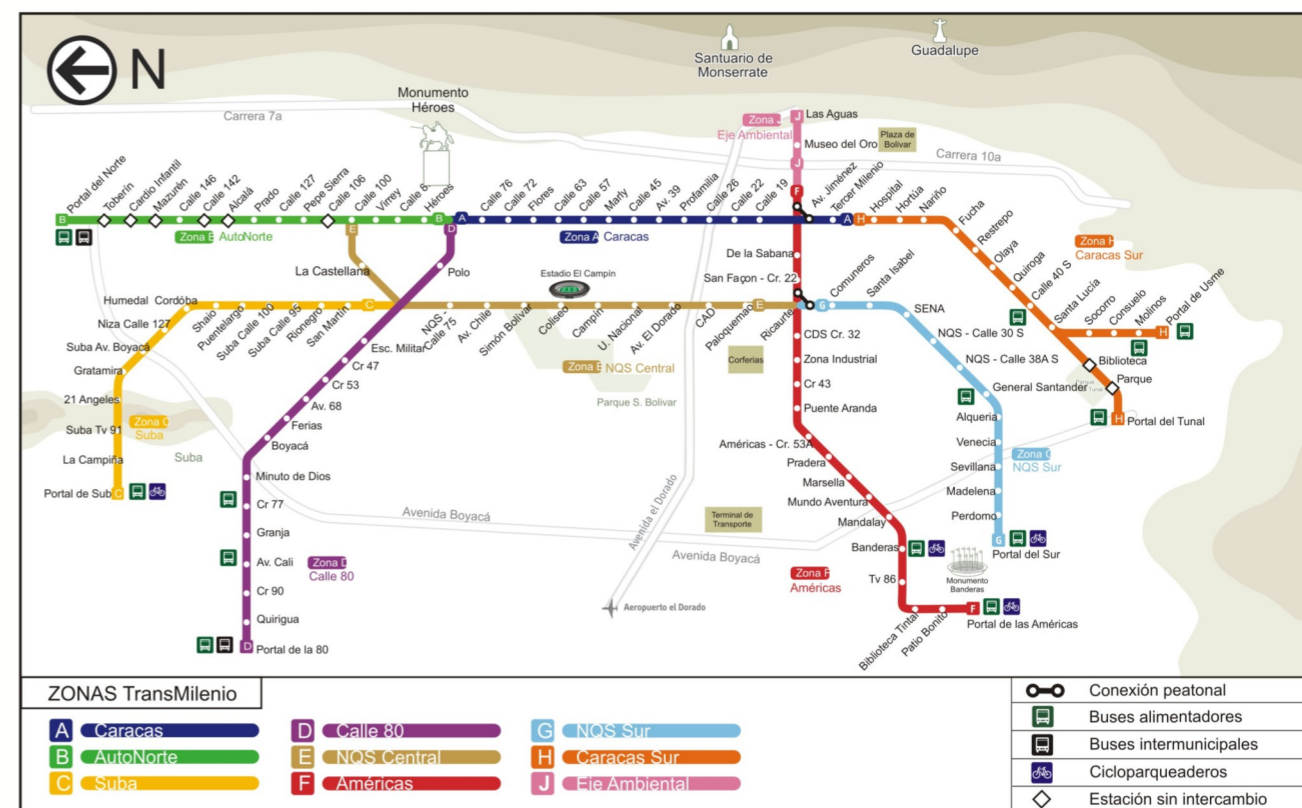 N
Santuario de
Monserrate
Guadalupe
Monumento
Héroes
Carrera 7a
Carrera 10a
Las Aguas
Zona J
Eje Ambiental
Museo del Oro
Plaza de
Bolivar
J
J
F
Portal del Norte
Toberín
Cardio Infantil
Mazurén
Calle 146
Calle 142
Alcalá
Prado
Calle 127
Pepe Sierra
Calle 106
Calle 100
Virrey
Calle 8
Héroes
Calle 76
Calle 72
Flores
Calle 63
Calle 57
Marly
Calle 45
Av. 39
Profamilia
Calle 26
Calle 22
Calle 19
Av. Jiménez
Tercer Milenio
Hospital
Hortúa
Nariño
Fucha
Restrepo
Olaya
Quiroga
Calle 40 S
Santa Lucía
Socorro
Consuelo
Molinos
Portal de Usme
Biblioteca
Parque
Portal del Tunal
B
B
A
A
H
H
H
Zona B AutoNorte
Zona A Caracas
Zona H
Caracas Sur
E
D
La Castellana
Polo
De la Sabana
San Façon - Cr. 22
Estadio El Campín
Humedal Córdoba
Niza Calle 127
Suba Av. Boyacá
Gratamira
21 Angeles
Suba Tv 91
La Campiña
Portal de Sub
C
C
Shaio
Puentelargo
Suba Calle 100
Suba Calle 95
Rionegro
San Martín
Zona C
Suba
Suba
NQS -
Calle 75
Av. Chile
Simón Bolívar
Coliseo
Campín
U. Nacional
Av. El Dorado
CAD
Paloquemao
Ricaurte
E
G
Comuneros
Santa Isabel
SENA
NQS - Calle 30 S
NQS - Calle 38A S
General Santander
Alqueria
Venecia
Sevillana
Madelena
Perdomo
G
Portal del Sur
Zona G
NQS Sur
Zona E NQS Central
Parque S. Bolivar
Corferias
CDS Cr. 32
Zona Industrial
Cr 43
Puente Aranda
Américas - Cr. 53A
Pradera
Marsella
Mundo Aventura
Mandalay
Banderas
Tv 86
Biblioteca Tintal
Patio Bonito
F
Portal de las Américas
Monumento
Banderas
Zona F
Américas
Terminal de
Transporte
Avenida Boyacá
Avenida Boyacá
Avenida el Dorado
Aeropuerto el Dorado
Esc. Militar
Cr 47
Cr 53
Av. 68
Ferias
Boyacá
Minuto de Dios
Cr 77
Granja
Av. Cali
Cr 90
Quirigua
D
Portal de la 80
Zona D
Calle 80
ZONAS TransMilenio
A Caracas
B AutoNorte
C Suba
D Calle 80
E NQS Central
F Américas
G NQS Sur
H Caracas Sur
J Eje Ambiental
Conexión peatonal
Buses alimentadores
Buses intermunicipales
Cicloparqueaderos
Estación sin intercambio